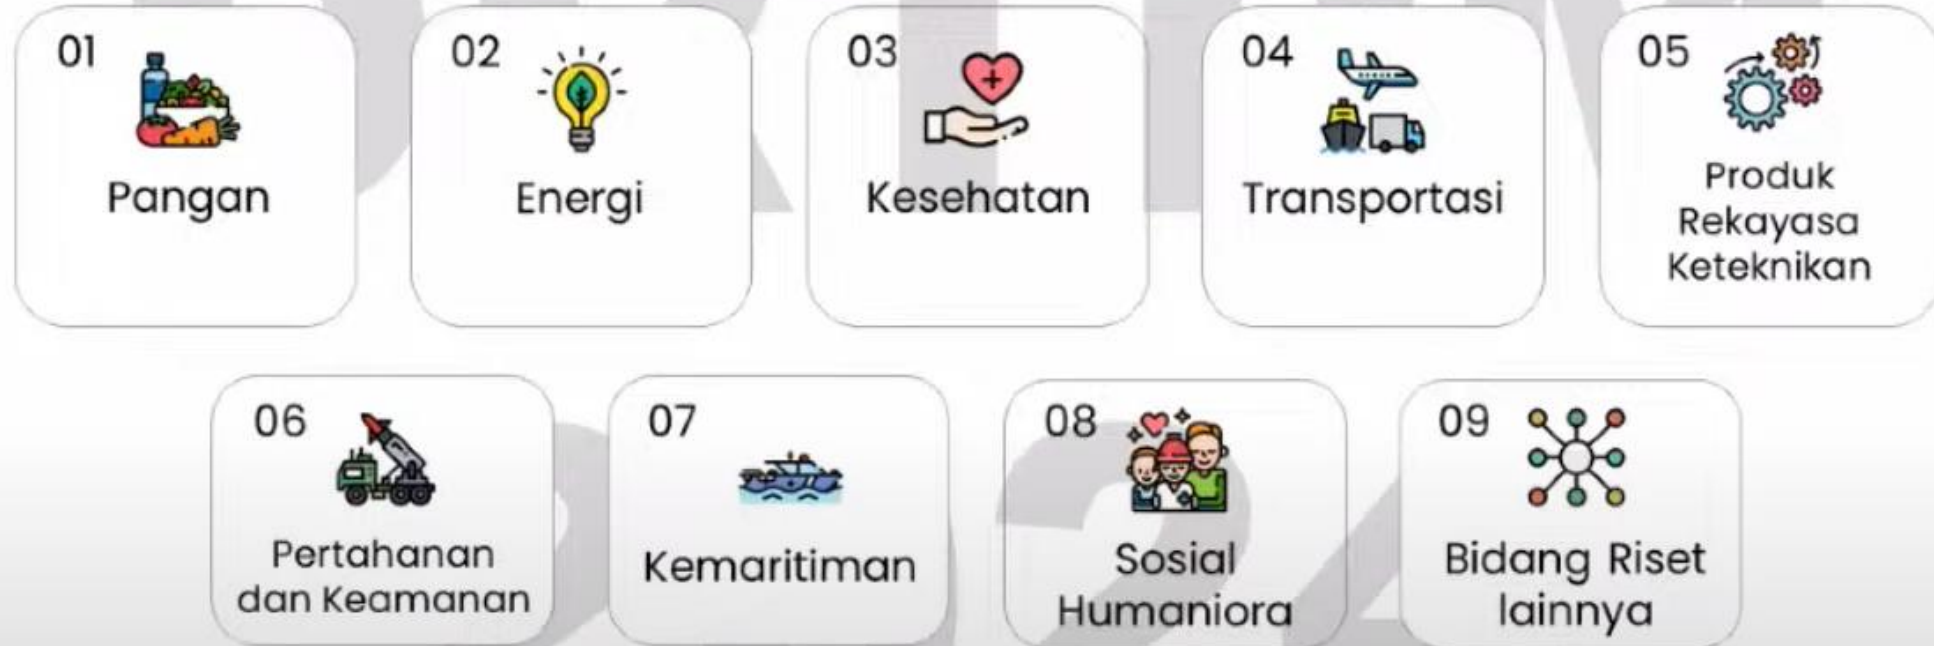 01
Pangan
02
Energi
03
Kesehatan
04
Transportasi
05
Produk
Rekayasa
Keteknikan
06
Pertahanan
dan Keamanan
07
Kemaritiman
08
Sosial
Humaniora
09
Bidang Riset
lainnya